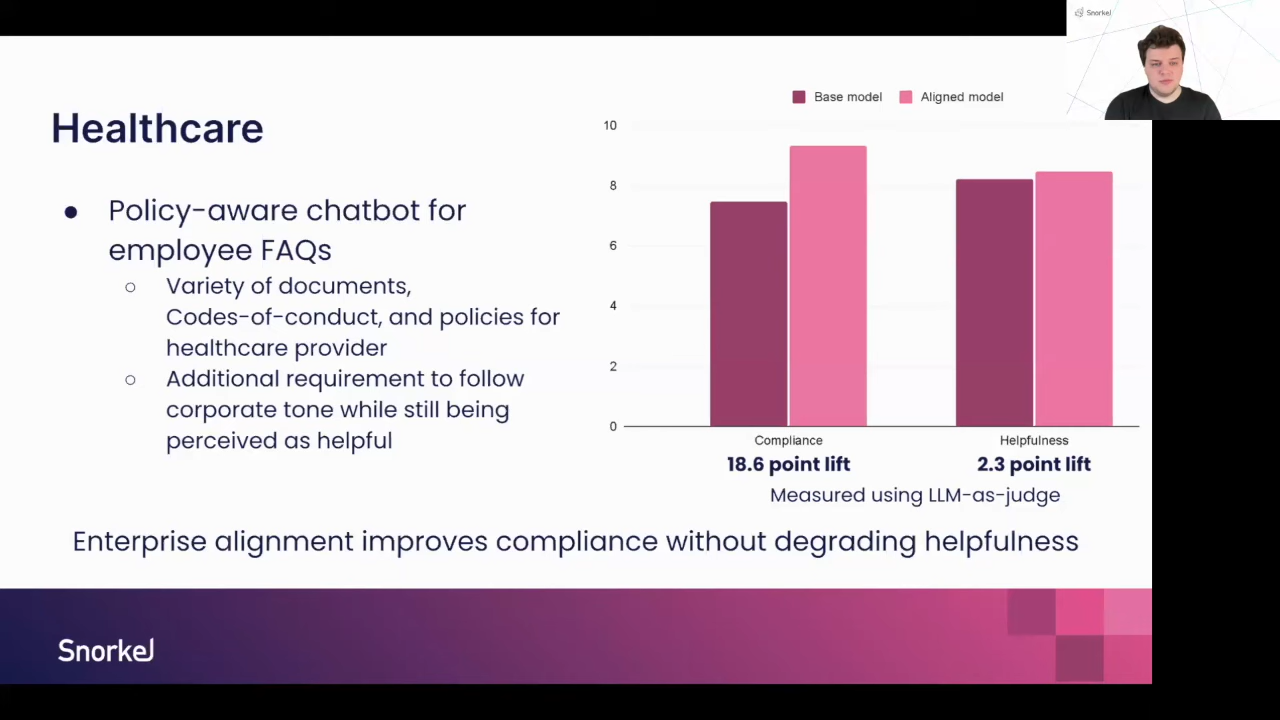 Snorkel
Healthcare
● Policy-aware chatbot for
employee FAQs
○ Variety of documents,
Codes-of-conduct, and policies for
healthcare provider
○ Additional requirement to follow
corporate tone while still being
perceived as helpful
Base model Aligned model
10
8
6
4
2
0
Compliance Helpfulness
18.6 point lift 2.3 point lift
Measured using LLM-as-judge
Enterprise alignment improves compliance without degrading helpfulness
Snorkel